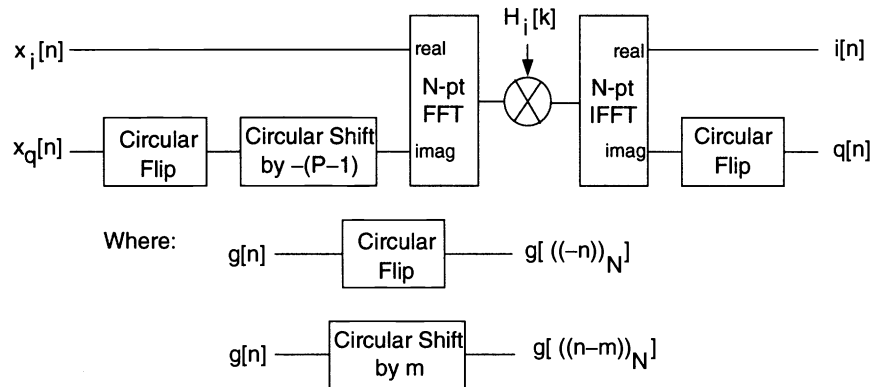 H_i[k]
x_i[n]
real
real
i[n]
N-pt
FFT
N-pt
IFFT
x_q[n]
Circular
Flip
Circular Shift
by -(P-1)
imag
imag
Circular
Flip
q[n]
Where:
g[n]
Circular
Flip
g[ ((-n))_N]
g[n]
Circular Shift
by m
g[ ((n-m))_N]